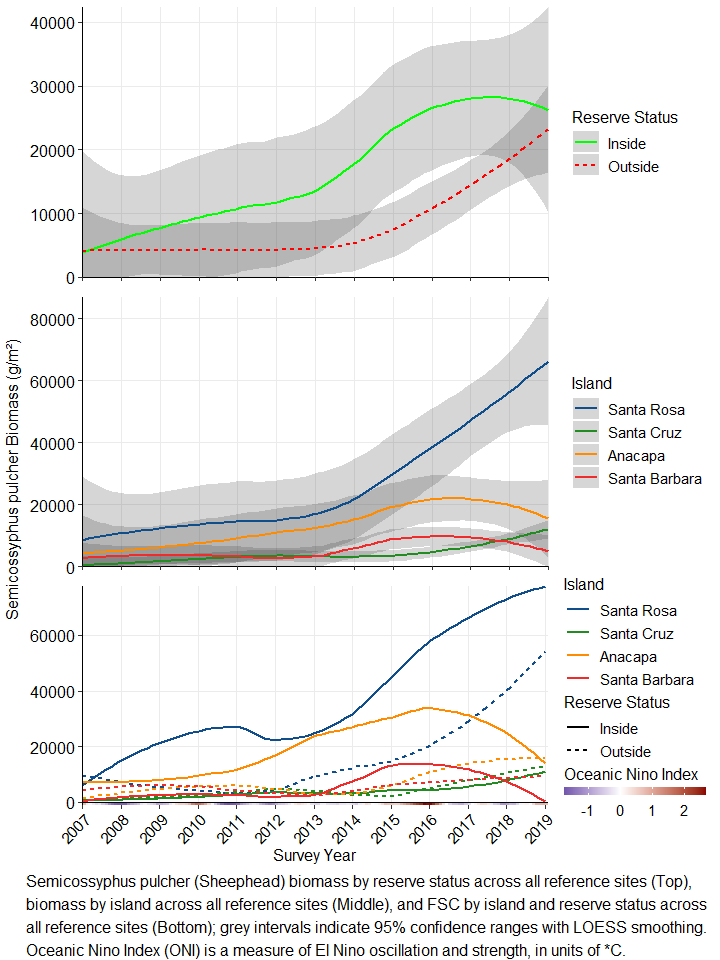 40000
30000
20000
10000
0
Reserve Status
Inside
Outside
Semicossyphus pulcher Biomass (g/m²)
80000
60000
40000
20000
0
Island
Santa Rosa
Santa Cruz
Anacapa
Santa Barbara
60000
40000
20000
0
2007 2008 2009 2010 2011 2012 2013 2014 2015 2016 2017 2018 2019
Survey Year
Island
Santa Rosa
Santa Cruz
Anacapa
Santa Barbara
Reserve Status
Inside
Outside
Oceanic Nino Index
-1 0 1 2
Semicossyphus pulcher (Sheephead) biomass by reserve status across all reference sites (Top),
biomass by island across all reference sites (Middle), and FSC by island and reserve status across
all reference sites (Bottom); grey intervals indicate 95% confidence ranges with LOESS smoothing.
Oceanic Nino Index (ONI) is a measure of El Nino oscillation and strength, in units of *C.